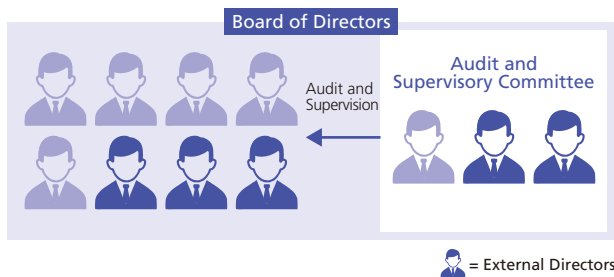 Board of Directors
Audit and
Supervision
Audit and
Supervisory Committee
= External Directors